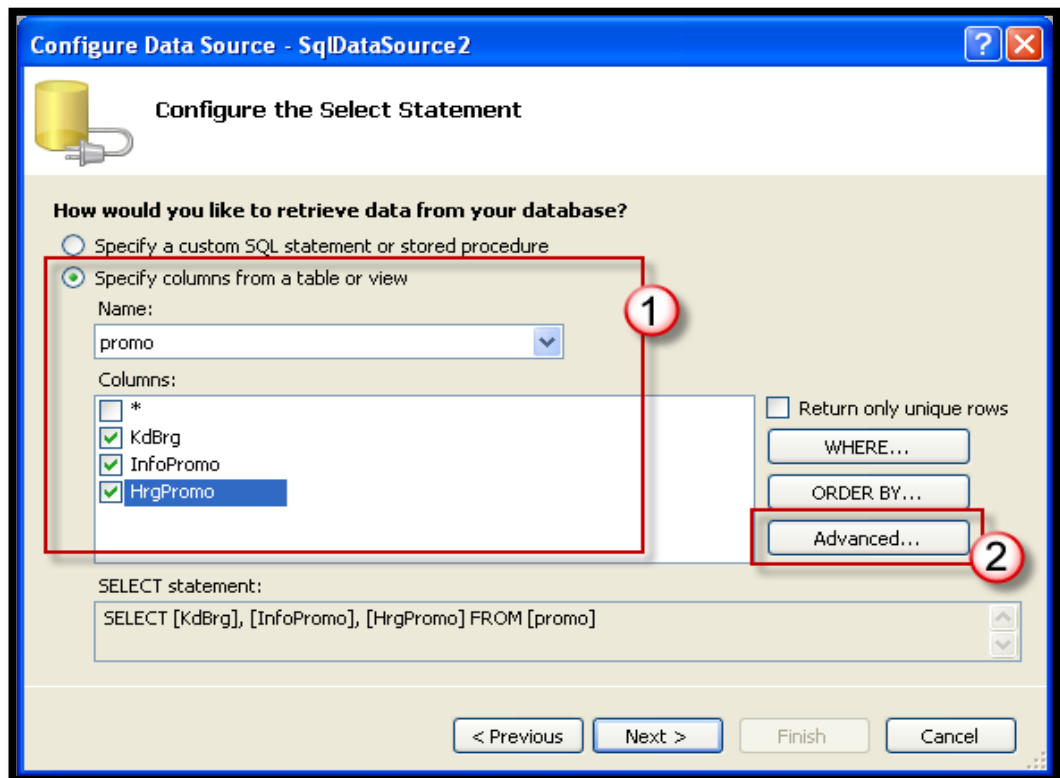 Configure Data Source - SqlDataSource2
Configure the Select Statement
How would you like to retrieve data from your database?
Specify a custom SQL statement or stored procedure
Specify columns from a table or view
1
Name:
promo
Columns:
*
KdBrg
InfoPromo
HrgPromo
Return only unique rows
WHERE...
ORDER BY...
Advanced...
2
SELECT statement:
SELECT [KdBrg], [InfoPromo], [HrgPromo] FROM [promo]
< Previous
Next >
Finish
Cancel